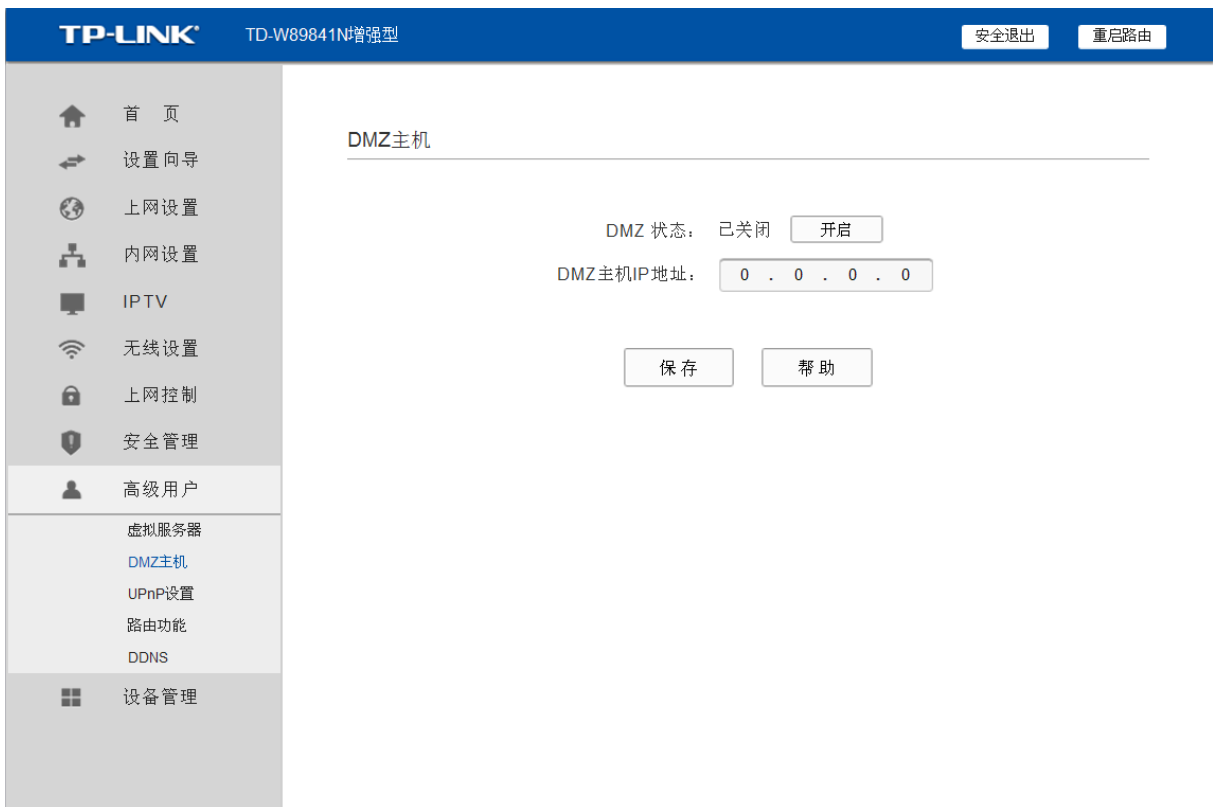 TP-LINK TD-W89841N增强型 安全退出 重启路由
首 页
设置向导
上网设置
内网设置
IPTV
无线设置
上网控制
安全管理
高级用户
虚拟服务器
DMZ主机
UPnP设置
路由功能
DDNS
设备管理
DMZ主机
DMZ 状态： 已关闭 开启
DMZ主机IP地址： 0 . 0 . 0 . 0
保存 帮助